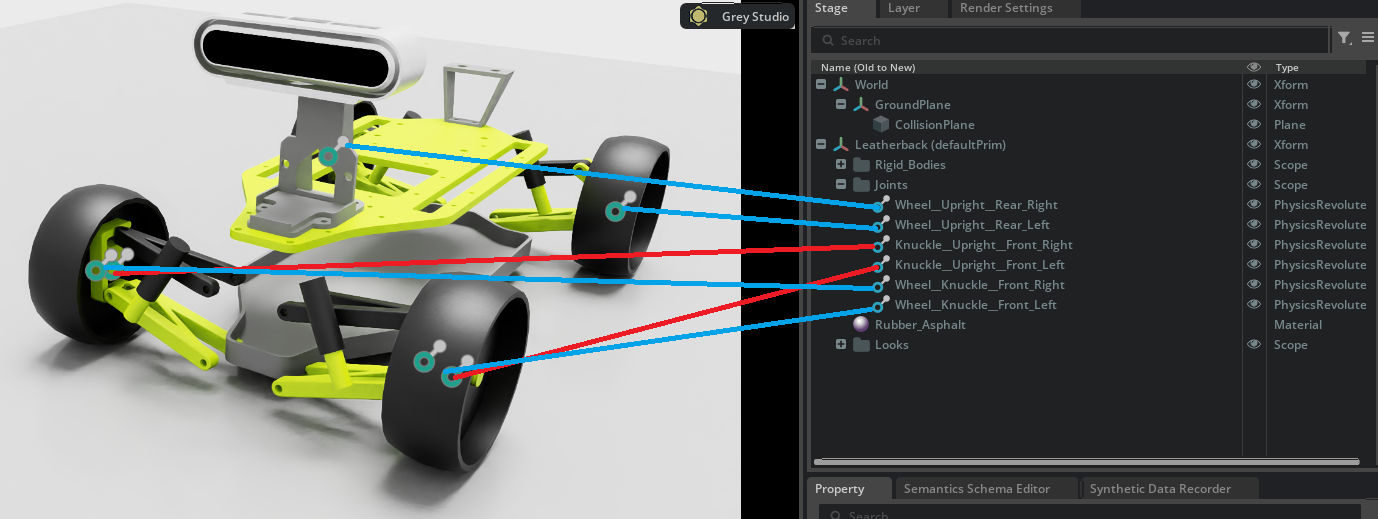 Grey Studio
Stage Layer Render Settings
Search
Name (Old to New) Type
World Xform
GroundPlane Xform
CollisionPlane Plane
Leatherback (defaultPrim) Xform
Rigid_Bodies Scope
Joints Scope
Wheel__Upright__Rear_Right PhysicsRevolute
Wheel__Upright__Rear_Left PhysicsRevolute
Knuckle__Upright__Front_Right PhysicsRevolute
Knuckle__Upright__Front_Left PhysicsRevolute
Wheel__Knuckle__Front_Right PhysicsRevolute
Wheel__Knuckle__Front_Left PhysicsRevolute
Rubber_Asphalt Material
Looks Scope
Property Semantics Schema Editor Synthetic Data Recorder
Search